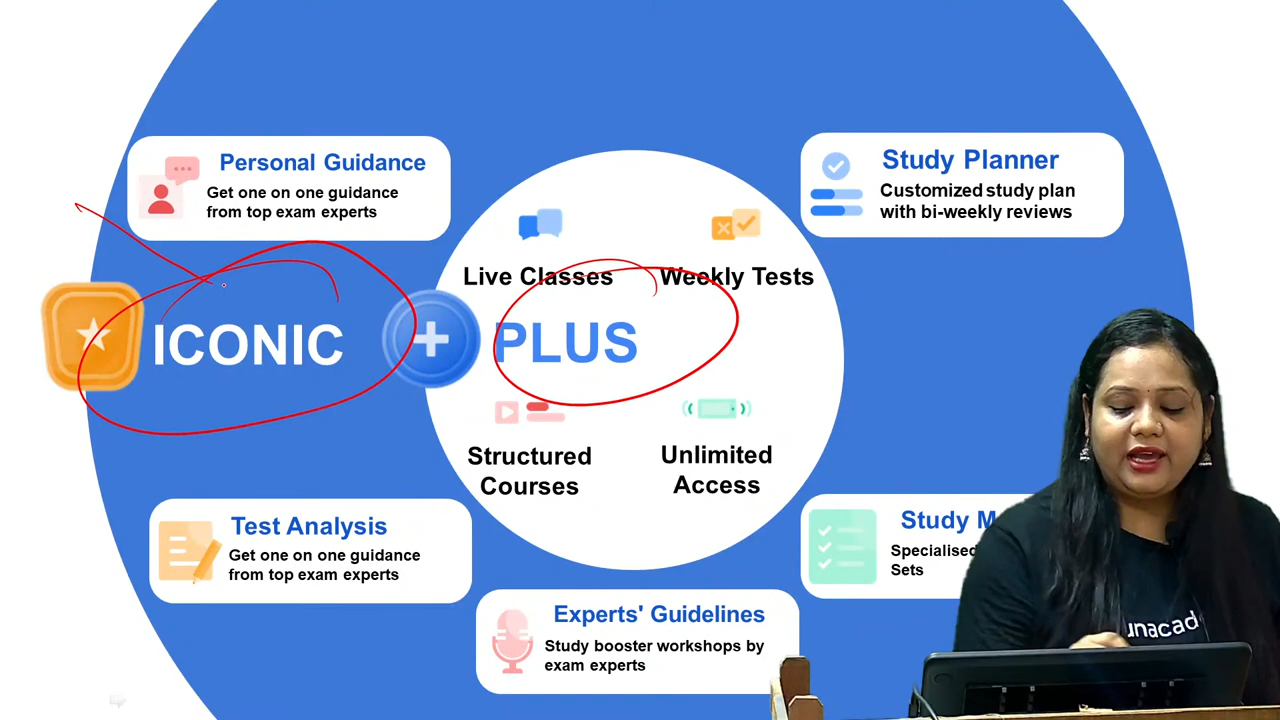 Personal Guidance
Get one on one guidance
from top exam experts
Study Planner
Customized study plan
with bi-weekly reviews
Live Classes
Weekly Tests
ICONIC
PLUS
Structured
Courses
Unlimited
Access
Test Analysis
Get one on one guidance
from top exam experts
Study M
Specialised
Sets
Experts' Guidelines
Study booster workshops by
exam experts
unacad